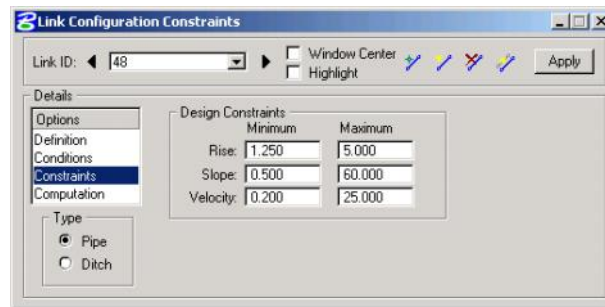 Link Configuration Constraints
Link ID: 48 Window Center Apply
Highlight
Details
Options
Definition
Conditions
Constraints
Computation
Design Constraints
Minimum Maximum
Rise: 1.250 5.000
Slope: 0.500 60.000
Velocity: 0.200 25.000
Type
Pipe
Ditch